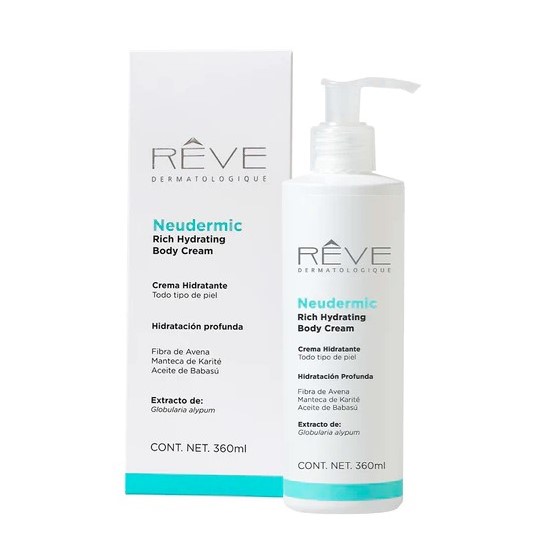 RÊVE
DERMATOLOGIQUE
Neudermic
Rich Hydrating
Body Cream
Crema Hidratante
Todo tipo de piel
Hidratación profunda
Fibra de Avena
Manteca de Karité
Aceite de Babasú
Extracto de:
Globularia alypum
CONT. NET. 360ml
RÊVE
DERMATOLOGIQUE
Neudermic
Rich Hydrating
Body Cream
Crema Hidratante
Todo tipo de piel
Hidratación Profunda
Fibra de Avena
Manteca de Karité
Aceite de Babasú
Extracto de:
Globularia alypum
CONT. NET. 360ml